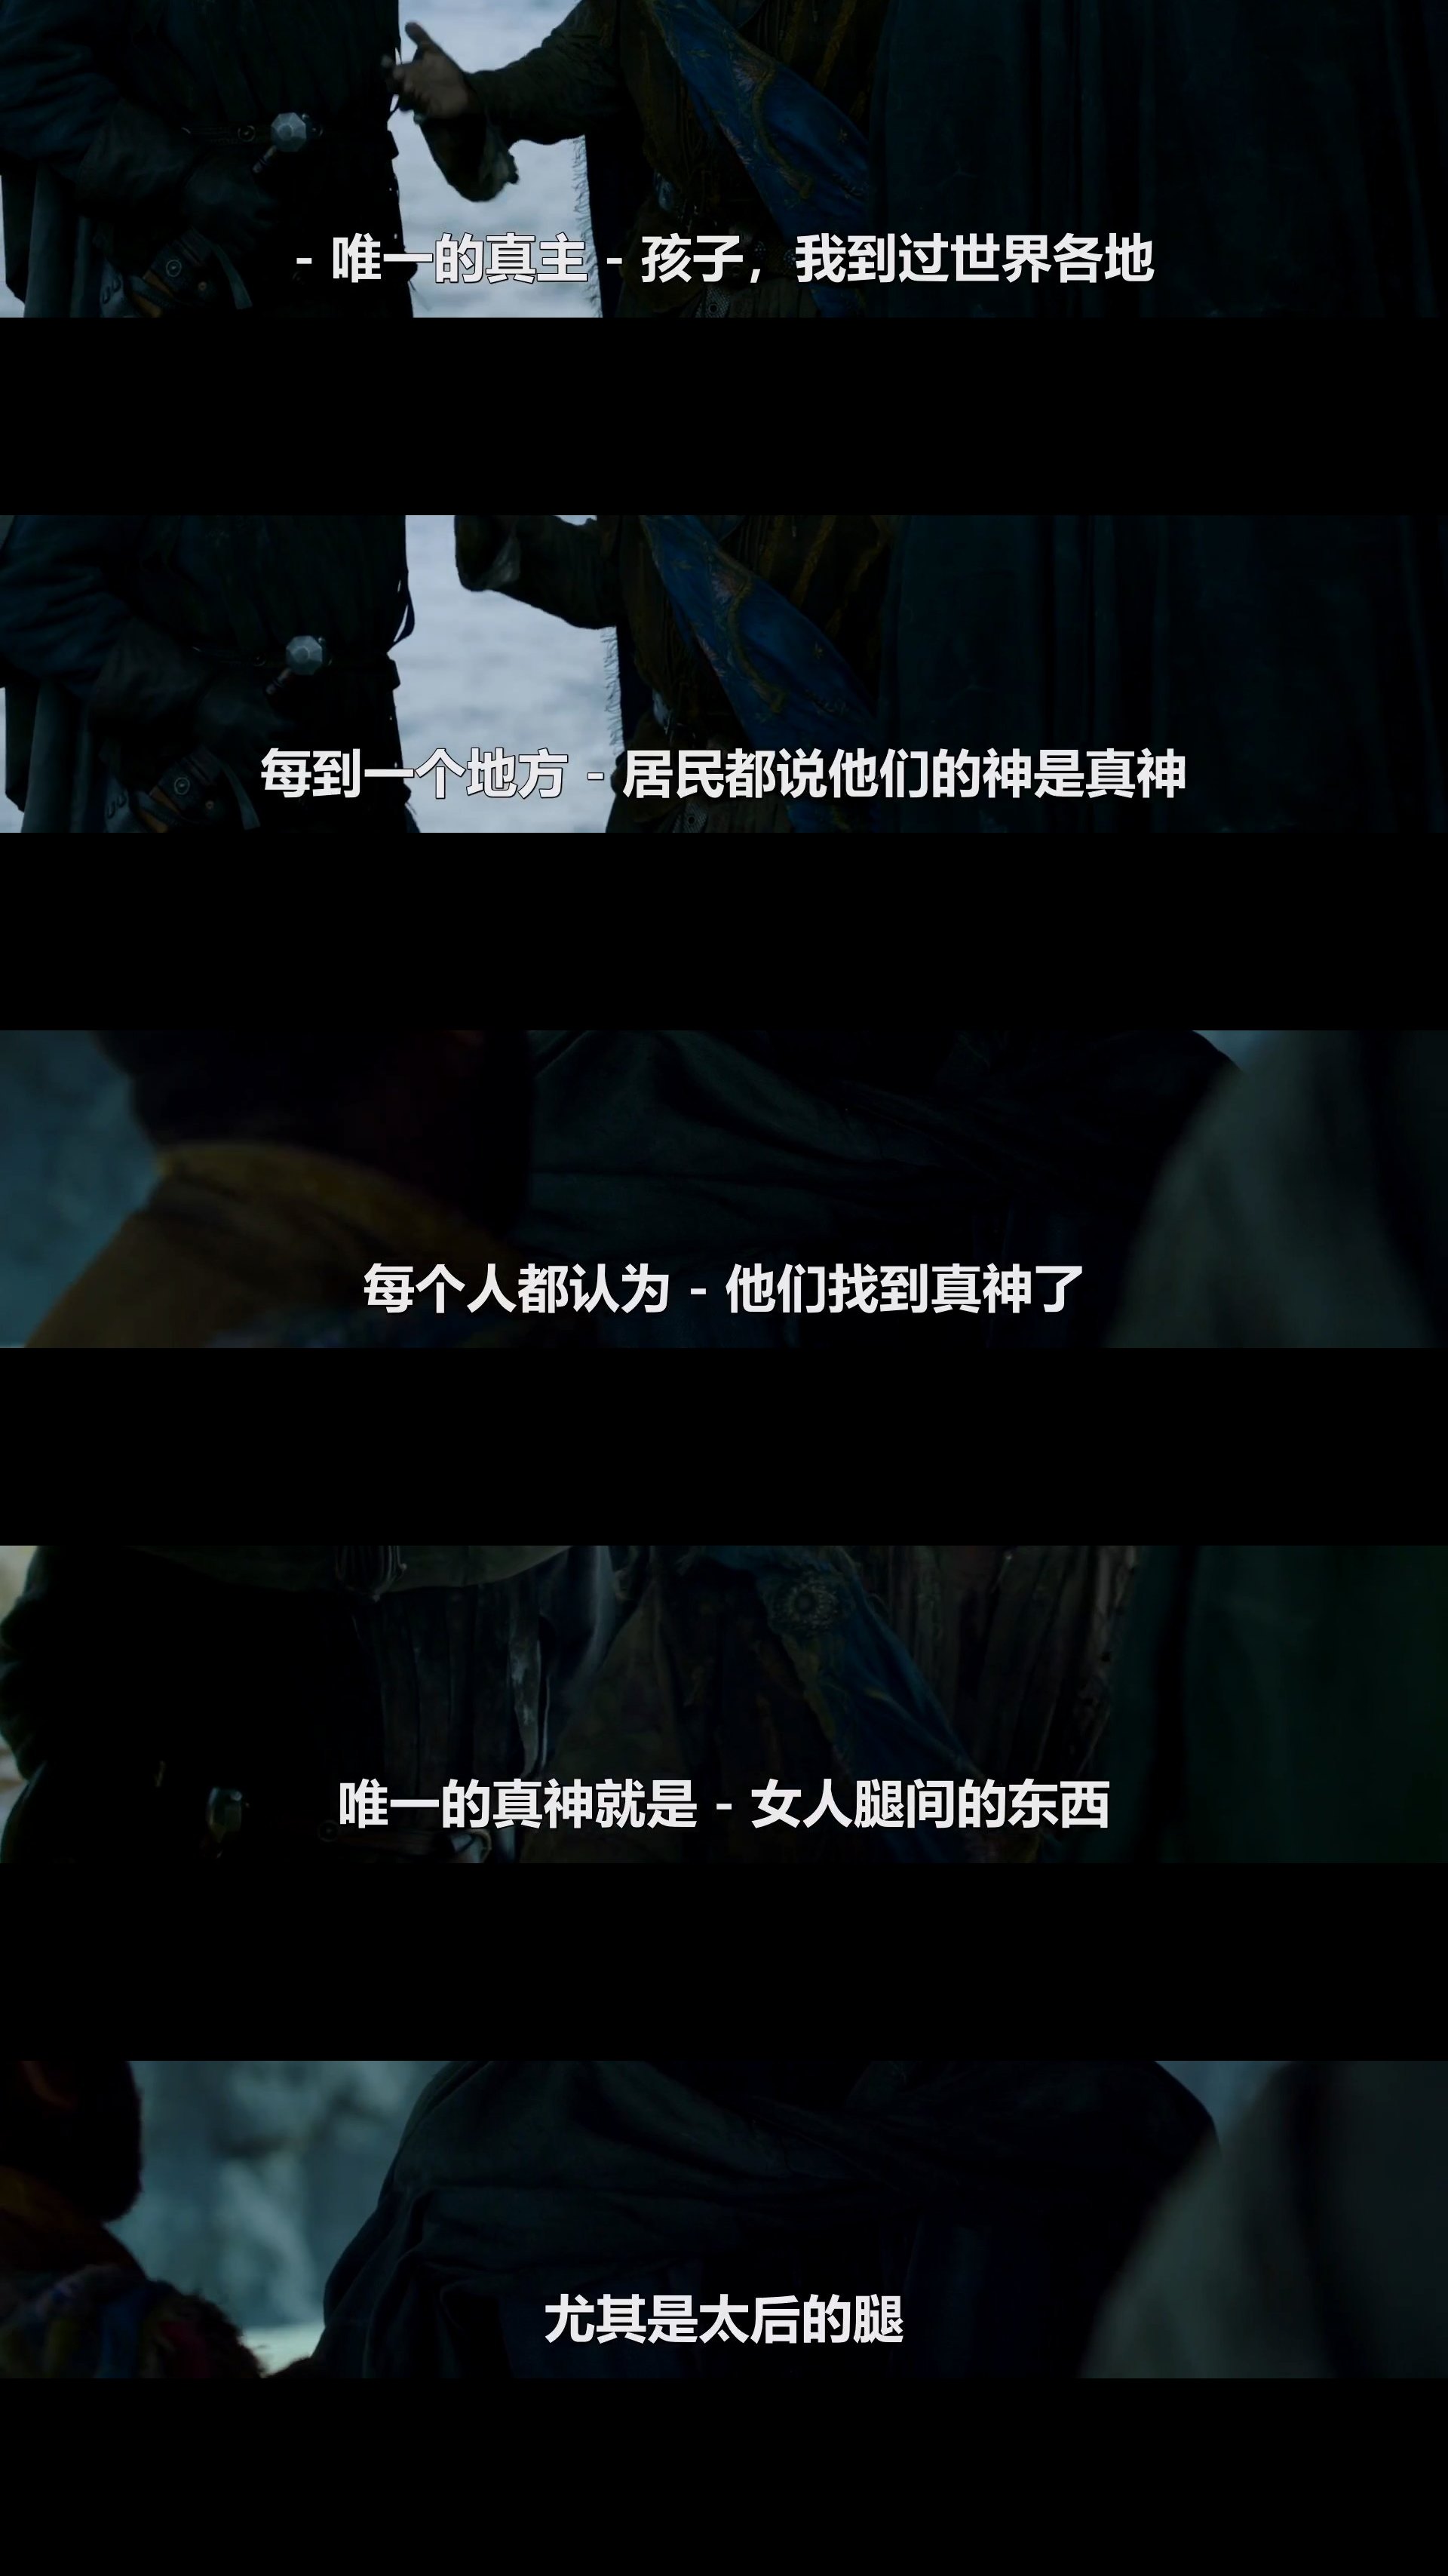 - 唯一的真主 - 孩子，我到过世界各地
每到一个地方 - 居民都说他们的神是真神
每个人都认为 - 他们找到真神了
唯一的真神就是 - 女人腿间的东西
尤其是太后的腿